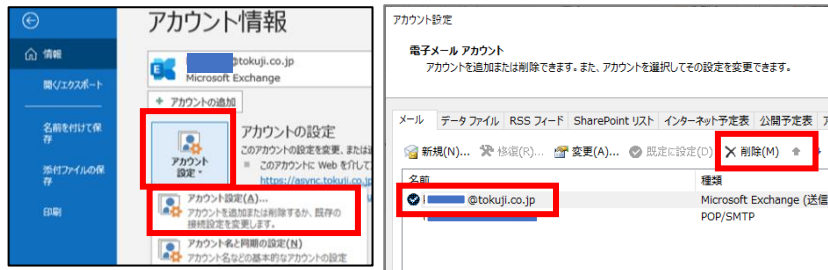 アカウント情報
情報
開く/エクスポート
名前を付けて保
存
添付ファイルの保
存
印刷
@tokuji.co.jp
Microsoft Exchange
アカウントの追加
アカウント
設定
アカウントの設定
このアカウントの設定を変更、または追
このアカウントに Web を介して
https://async.tokuji.co.jp
アカウント設定(A)...
アカウントを追加または削除するか、既存の
接続設定を変更します。
アカウント名と同期の設定(N)
アカウント名などの基本的なアカウントの設定
アカウント設定
電子メール アカウント
アカウントを追加または削除できます。また、アカウントを選択してその設定を変更できます。
メール データ ファイル RSS フィード SharePoint リスト インターネット予定表 公開予定表
新規(N)... 修復(R)... 変更(A)... 既定に設定(D) 削除(M)
名前 種類
@tokuji.co.jp Microsoft Exchange (送信
POP/SMTP